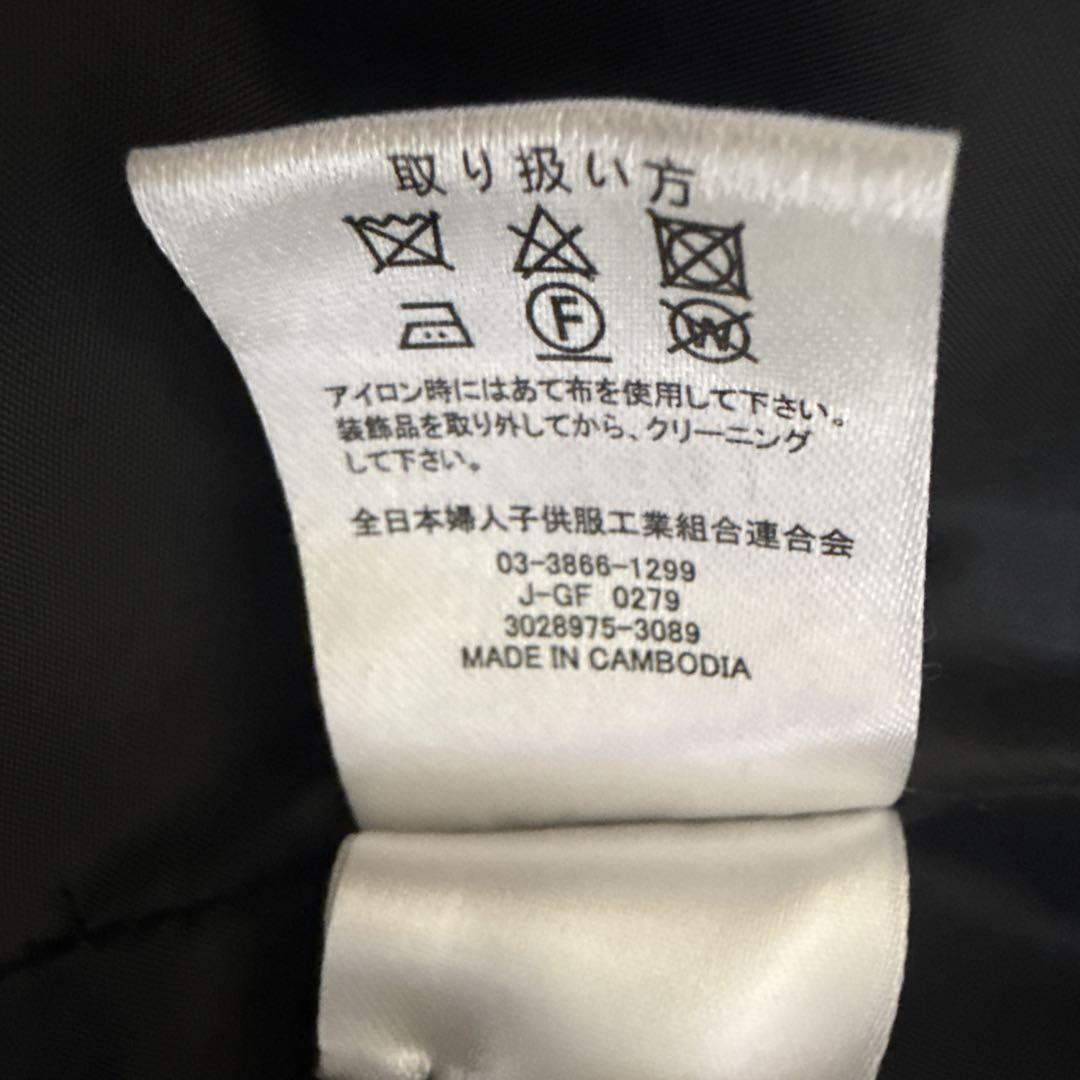 取り扱い方
F
W
アイロン時にはあて布を使用して下さい。
装飾品を取り外してから、クリーニング
して下さい。
全日本婦人子供服工業組合連合会
03-3866-1299
J-GF 0279
3028975-3089
MADE IN CAMBODIA